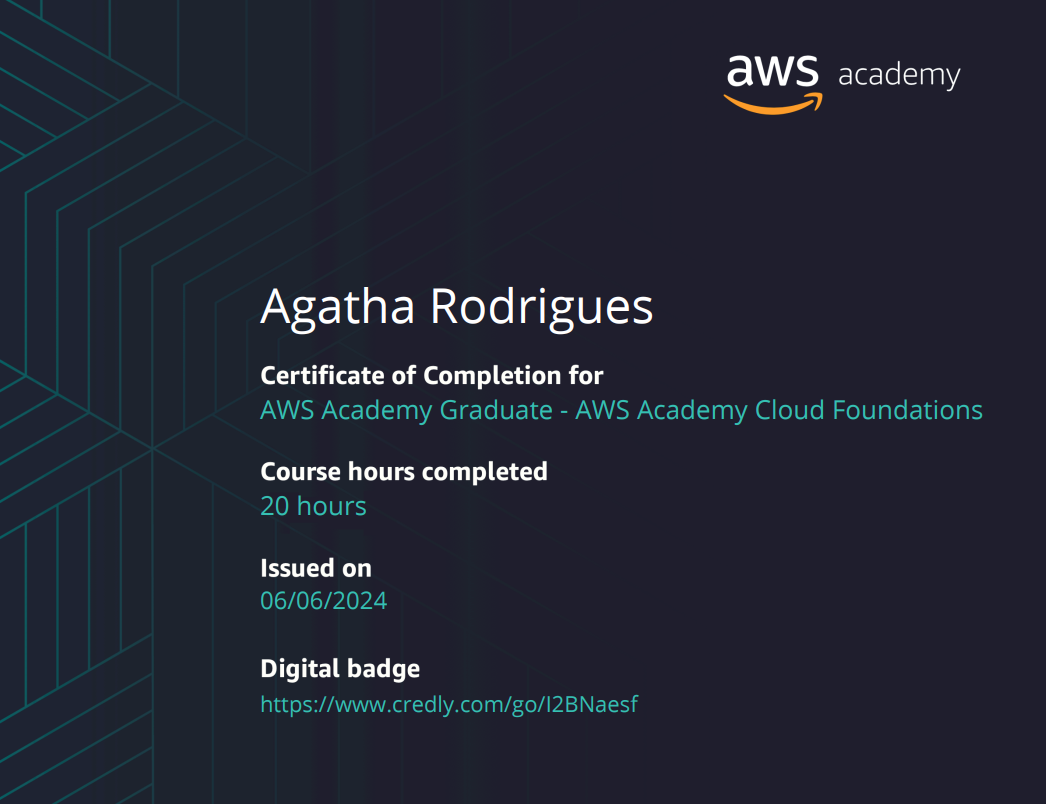 aws academy
Agatha Rodrigues
Certificate of Completion for
AWS Academy Graduate - AWS Academy Cloud Foundations
Course hours completed
20 hours
Issued on
06/06/2024
Digital badge
https://www.credly.com/go/I2BNaesf